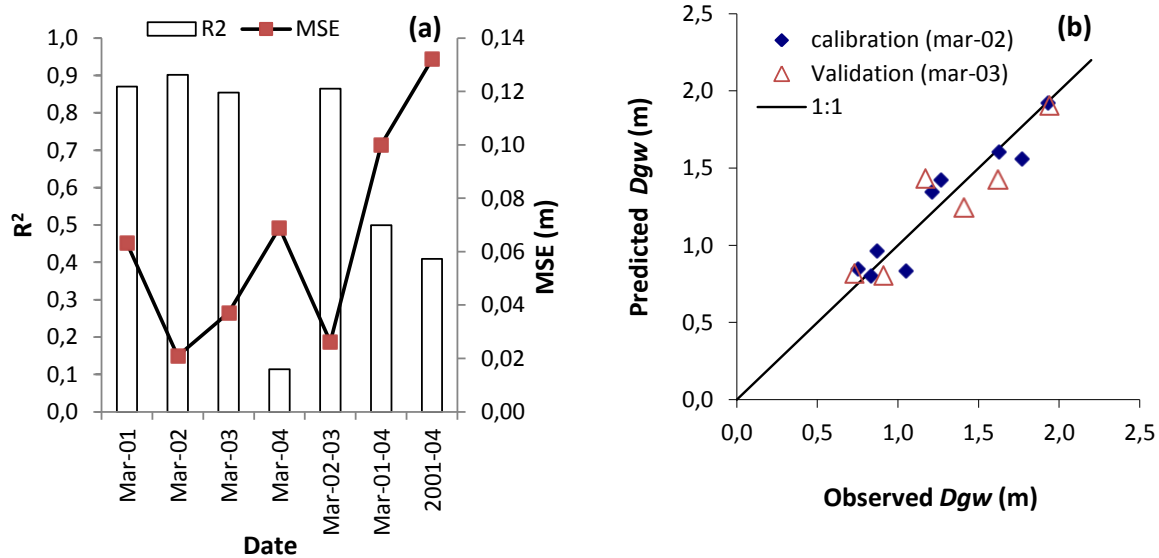 (a)
R2
MSE
1,0
0,9
0,8
0,7
0,6
0,5
0,4
0,3
0,2
0,1
0,0
R²
0,14
0,12
0,10
0,08
0,06
0,04
0,02
0,00
MSE (m)
Mar-01
Mar-02
Mar-03
Mar-04
Mar-02-03
Mar-01-04
2001-04
Date
(b)
calibration (mar-02)
Validation (mar-03)
1:1
2,5
2,0
1,5
1,0
0,5
0,0
Predicted Dgw (m)
0,0
0,5
1,0
1,5
2,0
2,5
Observed Dgw (m)